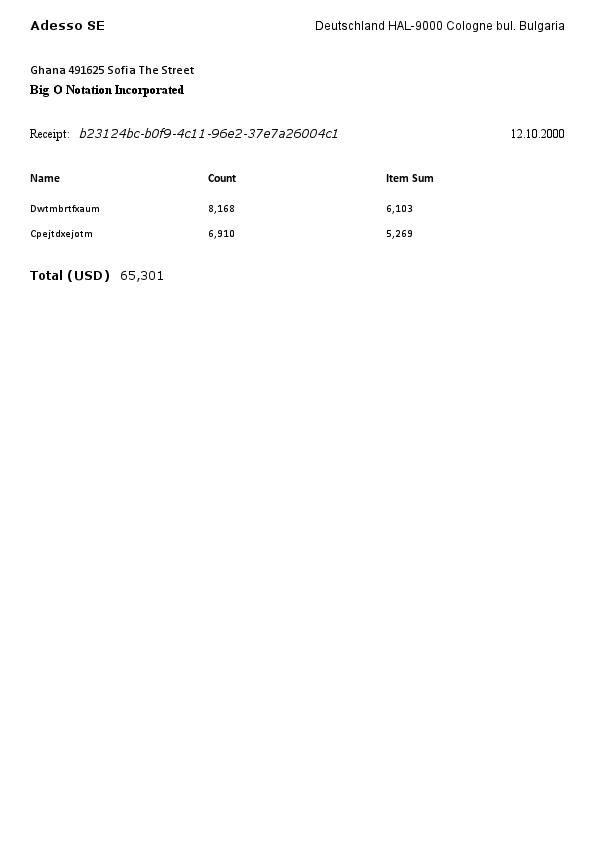 Adesso SE Deutschland HAL-9000 Cologne bul. Bulgaria
Ghana 491625 Sofia The Street
Big O Notation Incorporated
Receipt: b23124bc-b0f9-4c11-96e2-37e7a26004c1 12.10.2000
Name Count Item Sum
Dwtmbrtfxaum 8,168 6,103
Cpejtdxejotm 6,910 5,269
Total (USD) 65,301